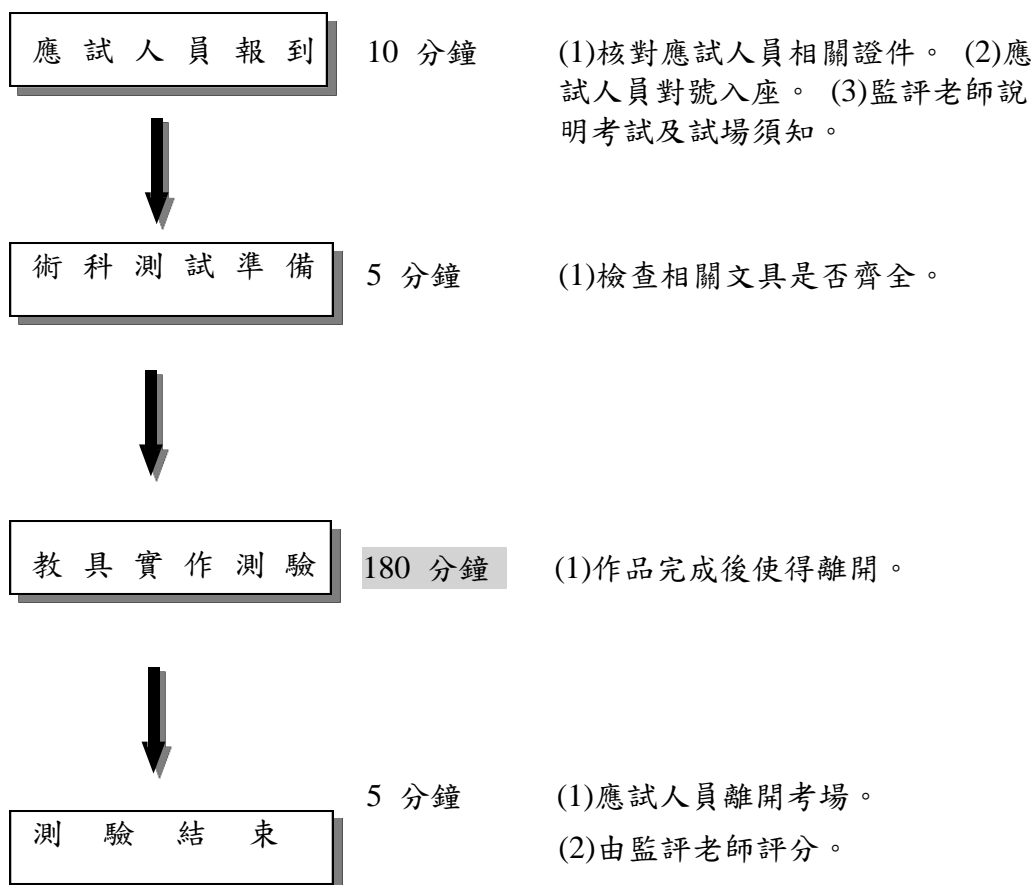 應試人員報到 10 分鐘 (1)核對應試人員相關證件。 (2)應
試人員對號入座。 (3)監評老師說
明考試及試場須知。
術科測試準備 5 分鐘 (1)檢查相關文具是否齊全。
教具實作測驗 180 分鐘 (1)作品完成後使得離開。
5 分鐘 (1)應試人員離開考場。
測驗結束 (2)由監評老師評分。